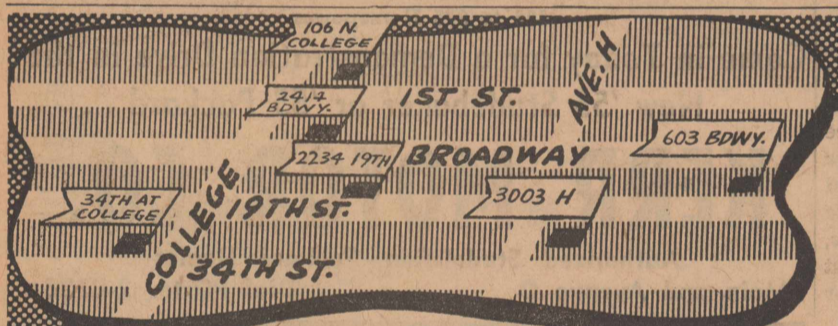 106 N.
COLLEGE
AVE. H
2414
BDWY.
1ST ST.
2234 19TH
BROADWAY
603 BDWY.
34TH AT
COLLEGE
COLLEGE
19TH ST.
3003 H
34TH ST.